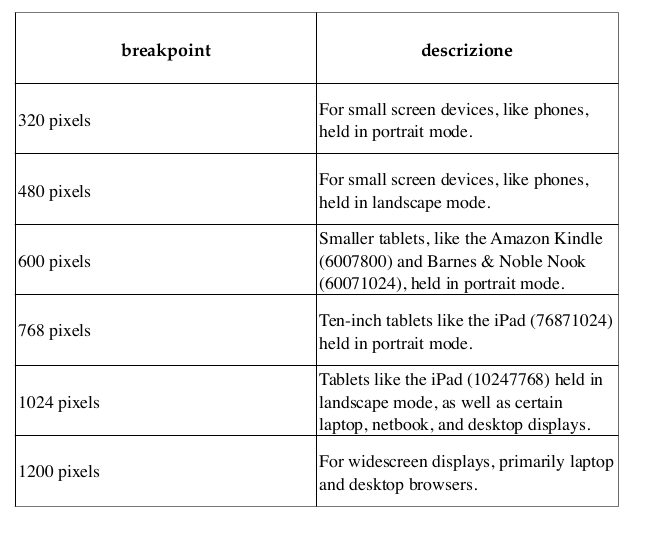 breakpoint
descrizione
320 pixels
For small screen devices, like phones,
held in portrait mode.
480 pixels
For small screen devices, like phones,
held in landscape mode.
600 pixels
Smaller tablets, like the Amazon Kindle
(6007800) and Barnes & Noble Nook
(60071024), held in portrait mode.
768 pixels
Ten-inch tablets like the iPad (76871024)
held in portrait mode.
1024 pixels
Tablets like the iPad (10247768) held in
landscape mode, as well as certain
laptop, netbook, and desktop displays.
1200 pixels
For widescreen displays, primarily laptop
and desktop browsers.